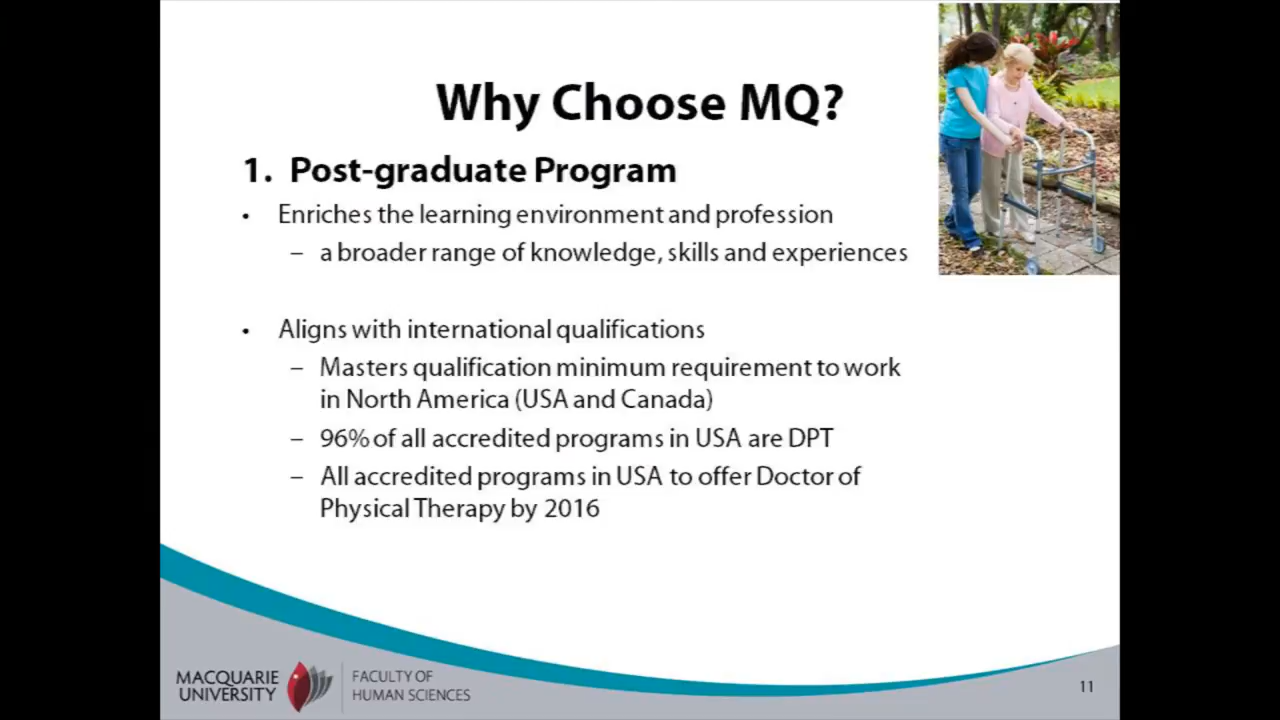 Why Choose MQ?
1. Post-graduate Program
• Enriches the learning environment and profession
– a broader range of knowledge, skills and experiences
• Aligns with international qualifications
– Masters qualification minimum requirement to work
in North America (USA and Canada)
– 96% of all accredited programs in USA are DPT
– All accredited programs in USA to offer Doctor of
Physical Therapy by 2016
MACQUARIE
UNIVERSITY
FACULTY OF
HUMAN SCIENCES
11